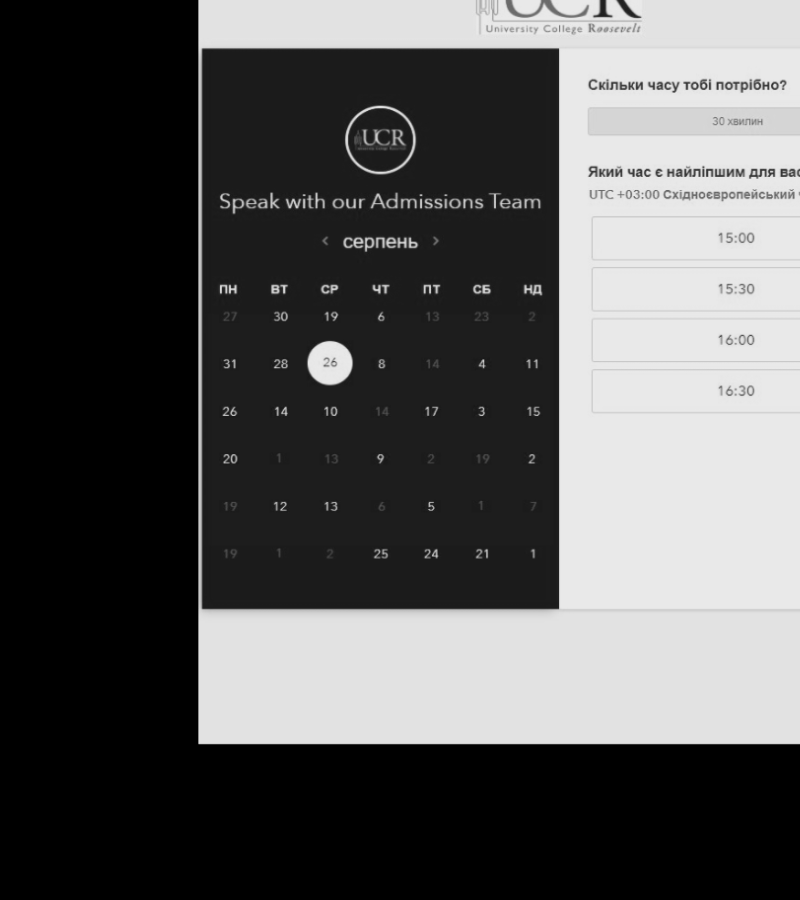 UCR
University College Roosevelt
UCR
Speak with our Admissions Team
< серпень >
ПН ВТ СР ЧТ ПТ СБ НД
27 30 19 6 13 23 2
31 28 26 8 14 4 11
26 14 10 14 17 3 15
20 1 13 9 2 19 2
19 12 13 6 5 1 7
19 1 2 25 24 21 1
Скільки часу тобі потрібно?
30 хвилин
Який час є найліпшим для вас
UTC +03:00 Східноєвропейський
15:00
15:30
16:00
16:30